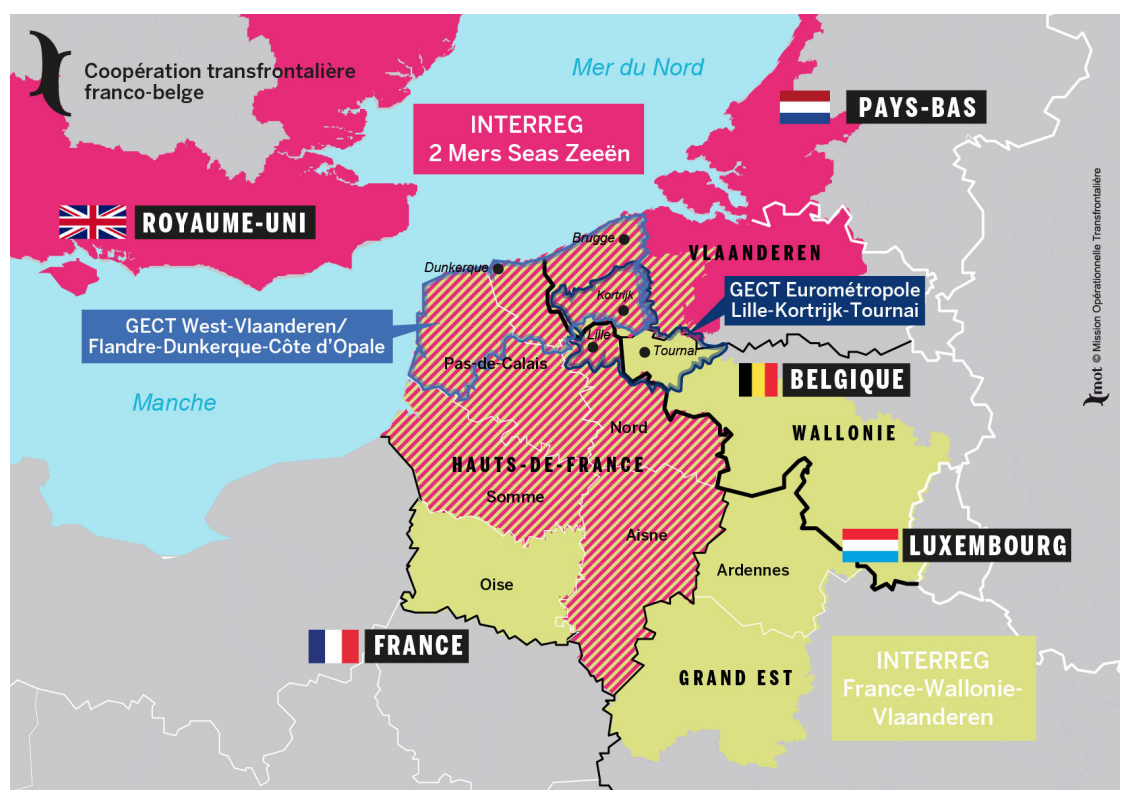 Coopération transfrontalière
franco-belge
Mer du Nord
INTERREG
2 Mers Seas Zeeën
PAYS-BAS
ROYAUME-UNI
Brugge
VLAANDEREN
Dunkerque
Kortrijk
GECT Eurométropole
Lille-Kortrijk-Tournai
GECT West-Vlaanderen/
Flandre-Dunkerque-Côte d'Opale
Lille
Tournai
Pas-de-Calais
BELGIQUE
Manche
Nord
WALLONIE
HAUTS-DE-FRANCE
Somme
Aisne
LUXEMBOURG
Ardennes
Oise
FRANCE
GRAND EST
INTERREG
France-Wallonie-
Vlaanderen
mot © Mission Opérationnelle Transfrontalière